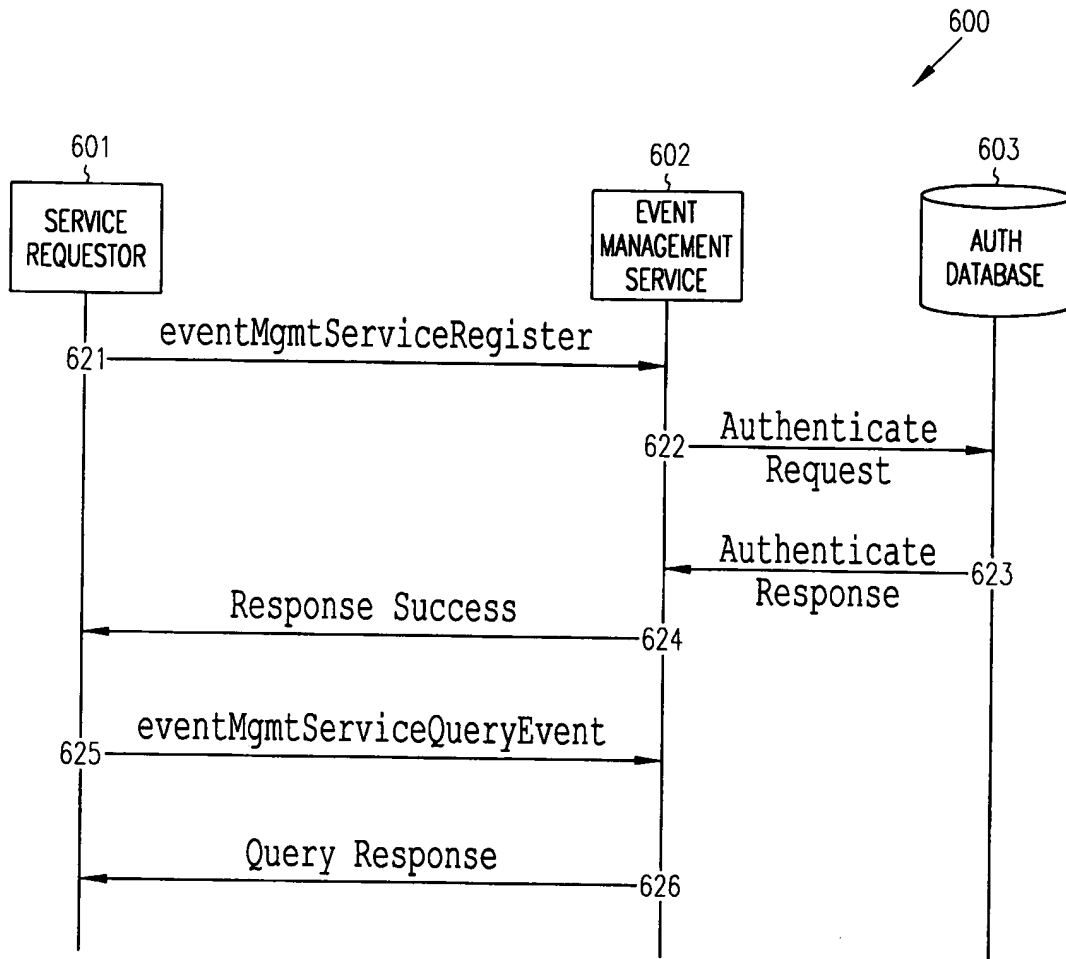 600
601
602
603
SERVICE
REQUESTOR
EVENT
MANAGEMENT
SERVICE
AUTH
DATABASE
eventMgmtServiceRegister
621
622
Authenticate
Request
Authenticate
Response
623
Response Success
624
eventMgmtServiceQueryEvent
625
Query Response
626